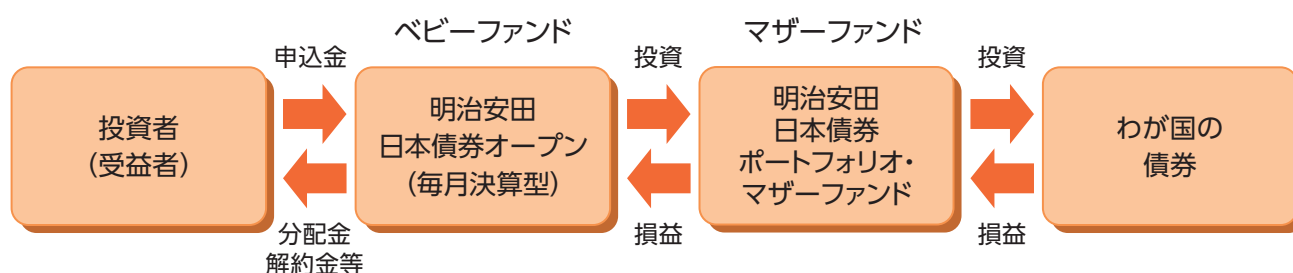 ベビーファンド
マザーファンド
申込金
投資
投資
投資者
(受益者)
明治安田
日本債券オープン
(毎月決算型)
明治安田
日本債券
ポートフォリオ・
マザーファンド
わが国の
債券
分配金
解約金等
損益
損益